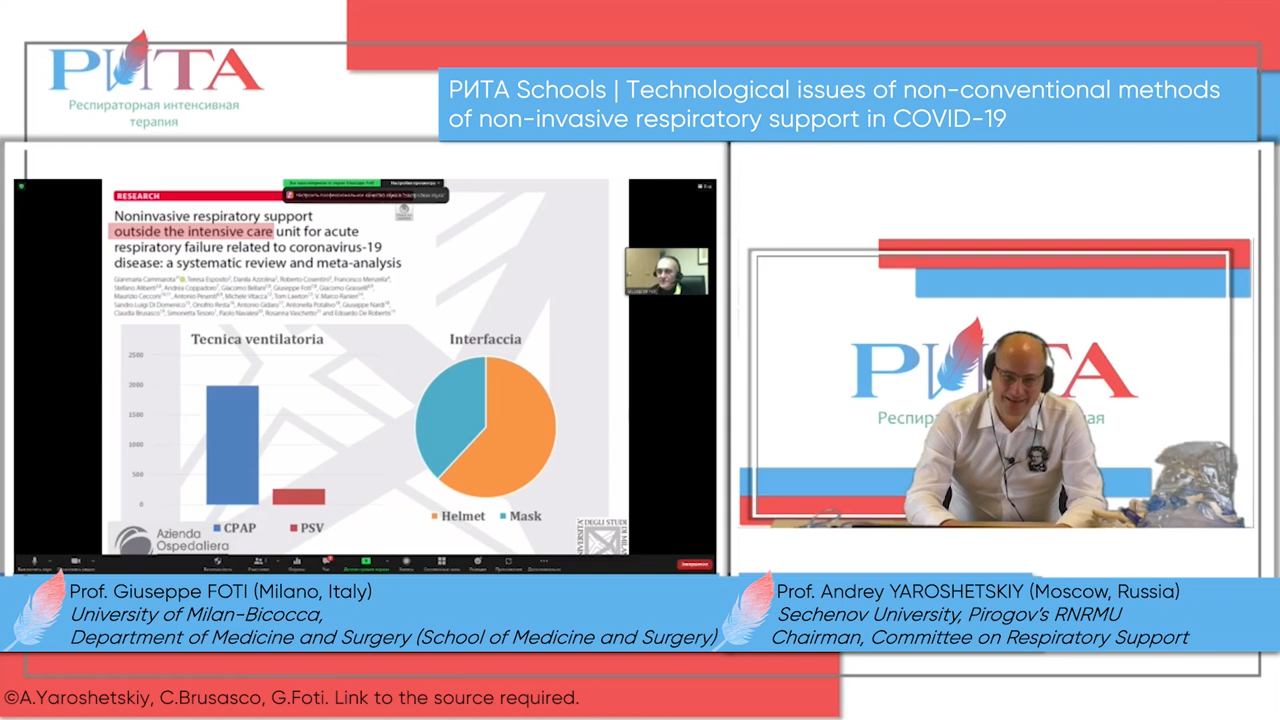 РИТА
Респираторная интенсивная
терапия
РИТА Schools | Technological issues of non-conventional methods
of non-invasive respiratory support in COVID-19
RESEARCH
Noninvasive respiratory support
outside the intensive care unit for acute
respiratory failure related to coronavirus-19
disease: a systematic review and meta-analysis
Tecnica ventilatoria
2500
2000
1500
1000
500
0
CPAP
PSV
Interfaccia
Helmet
Mask
Azienda
Ospedaliera
DEGLI STUDI
РИТА
Prof. Giuseppe FOTI (Milano, Italy)
University of Milan-Bicocca,
Department of Medicine and Surgery (School of Medicine and Surgery)
Prof. Andrey YAROSHETSKIY (Moscow, Russia)
Sechenov University, Pirogov’s RNRMU
Chairman, Committee on Respiratory Support
©A.Yaroshetskiy, C.Brusasco, G.Foti. Link to the source required.